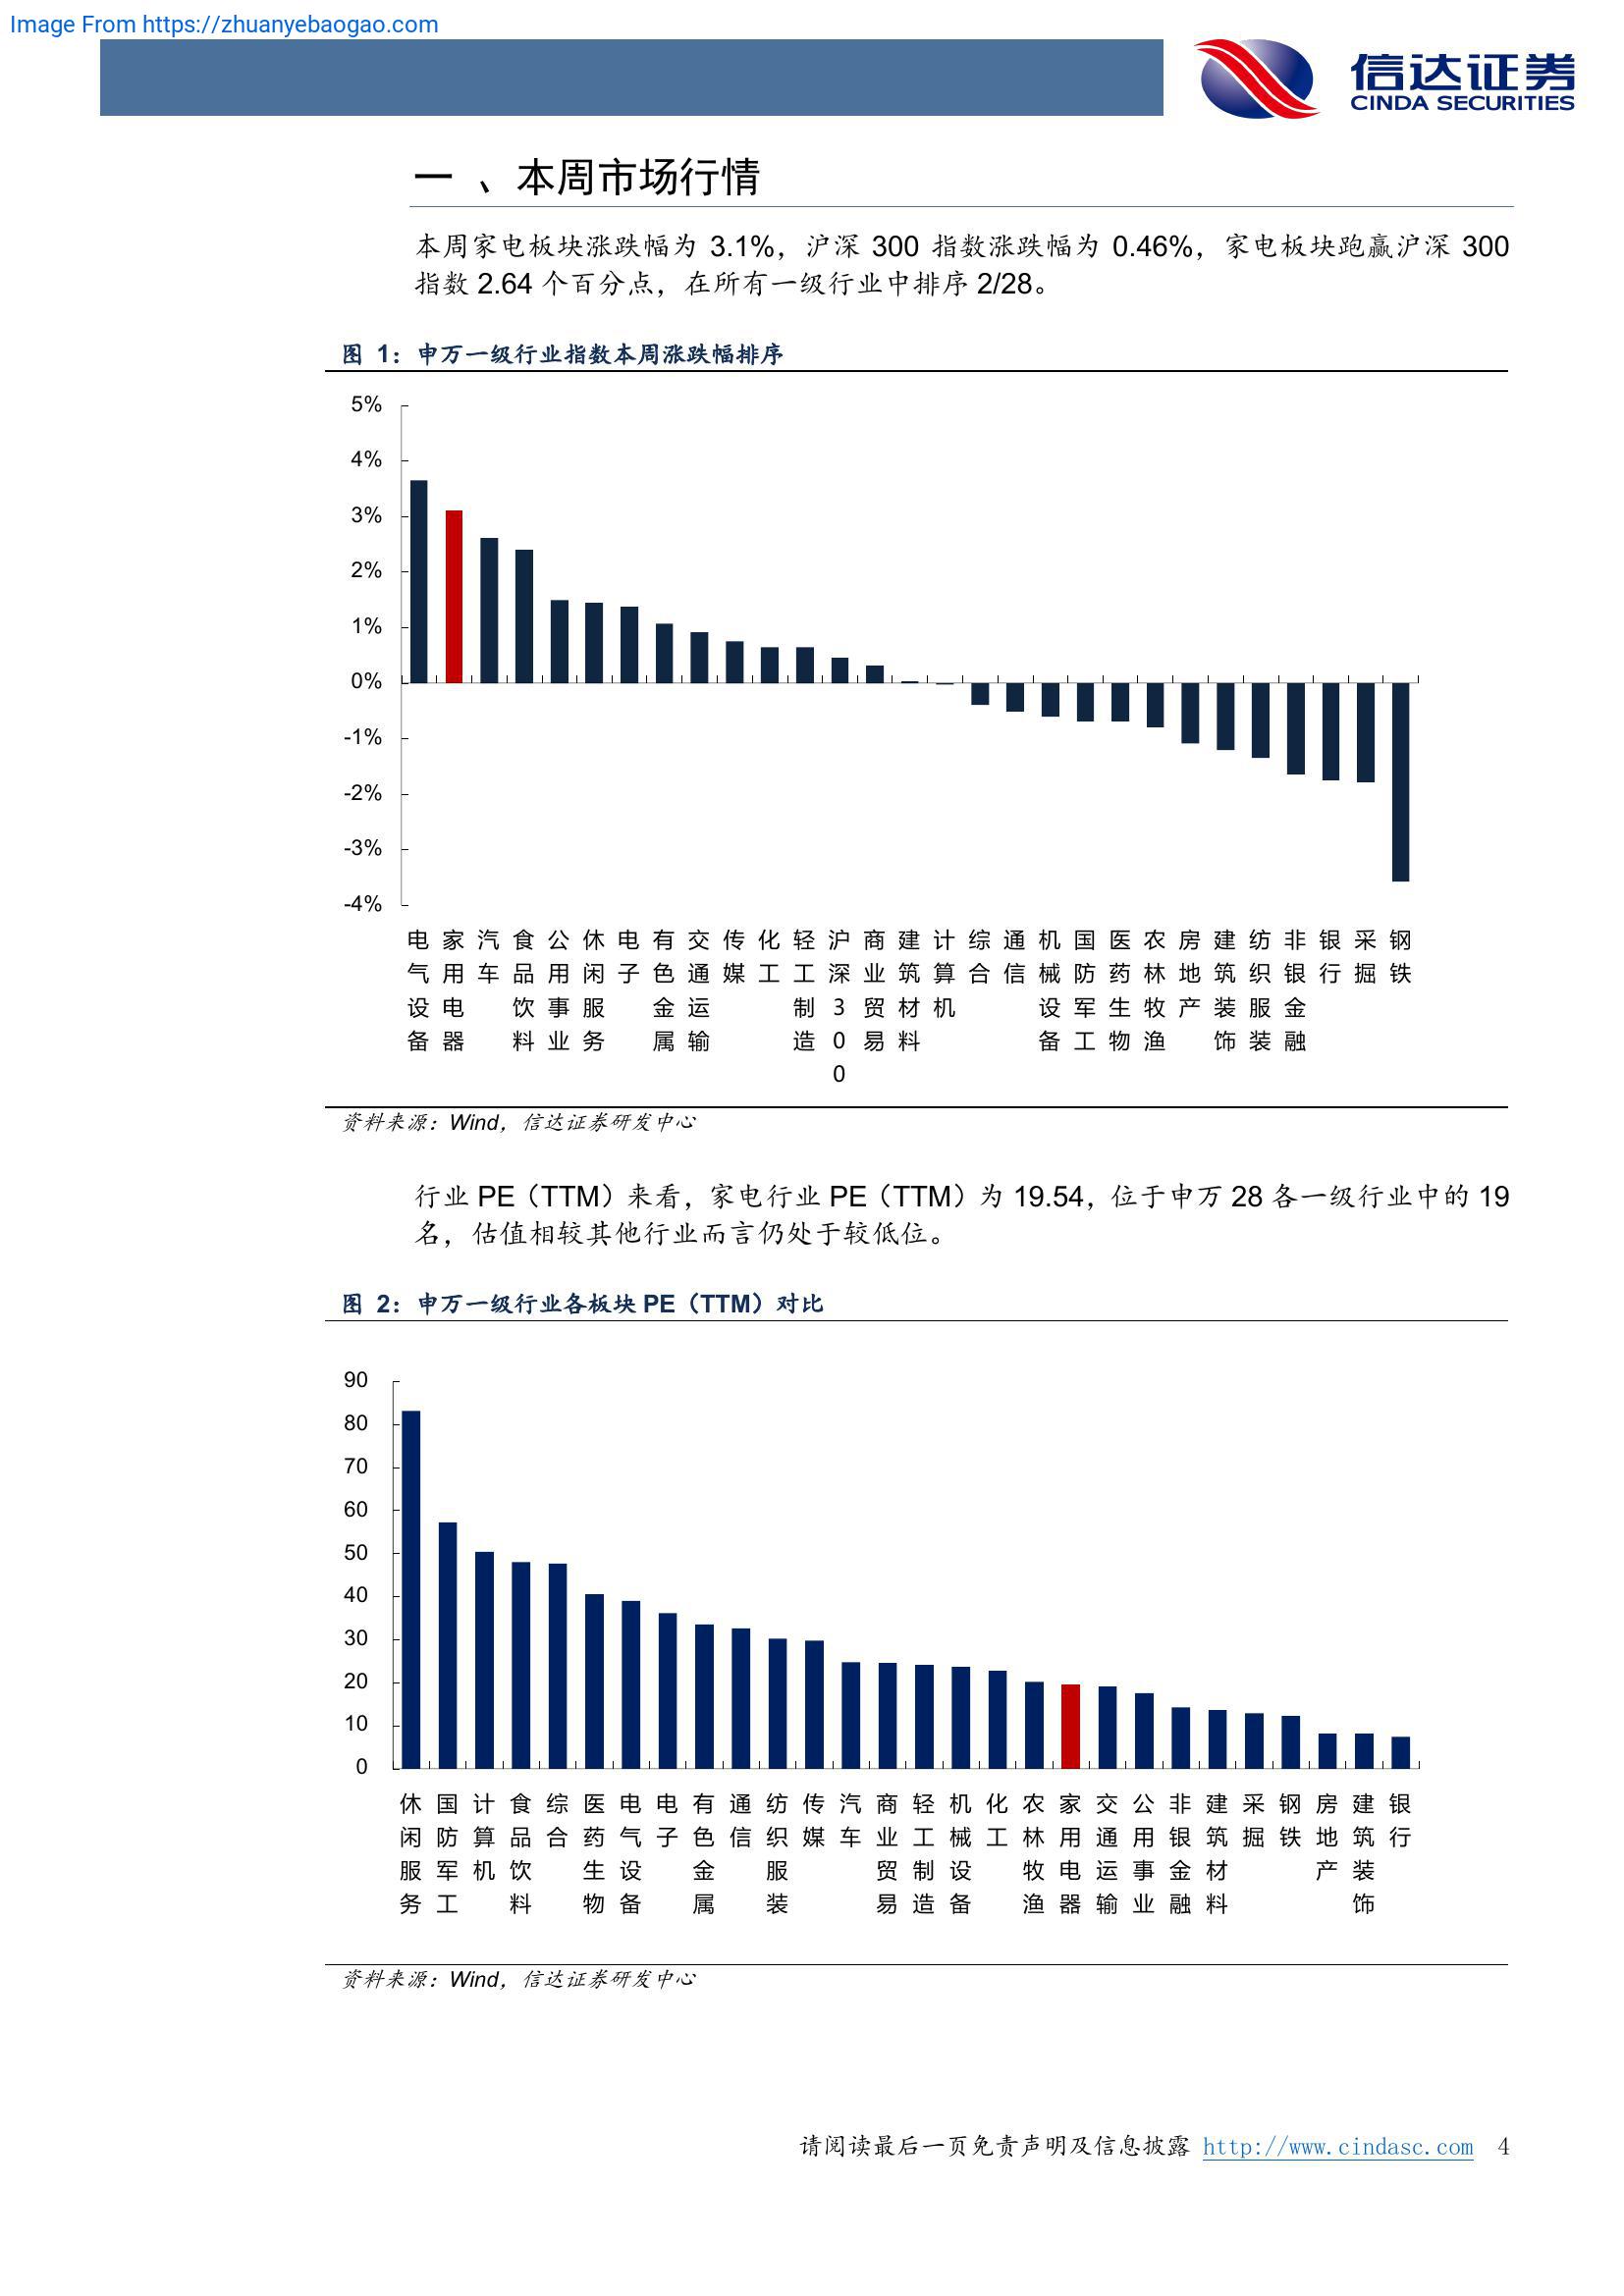 Image From https://zhuanyebaogao.com
信达证券
CINDA SECURITIES
一 、本周市场行情
本周家电板块涨跌幅为 3.1%，沪深 300 指数涨跌幅为 0.46%，家电板块跑赢沪深 300
指数 2.64 个百分点，在所有一级行业中排序 2/28。
图 1：申万一级行业指数本周涨跌幅排序
5%
4%
3%
2%
1%
0%
-1%
-2%
-3%
-4%
电气设备 家用电器 汽车 食品饮料 公用事业 休闲服务 电子 有色金属 交通运输 传媒 化工 轻工制造 沪深300 商业贸易 建筑材料 计算机 综合 通信 机械设备 国防军工 医药生物 农林牧渔 房地产 建筑装饰 纺织服装 非银金融 银行 采掘 钢铁
资料来源：Wind，信达证券研发中心
行业 PE（TTM）来看，家电行业 PE（TTM）为 19.54，位于申万 28 各一级行业中的 19
名，估值相较其他行业而言仍处于较低位。
图 2：申万一级行业各板块 PE（TTM）对比
90
80
70
60
50
40
30
20
10
0
休闲服务 国防军工 计算机 食品饮料 综合 医药生物 电气设备 电子 有色金属 通信 纺织服装 传媒 汽车 商业贸易 轻工制造 机械设备 化工 农林牧渔 家用电器 交通运输 公用事业 非银金融 建筑材料 采掘 钢铁 房地产 建筑装饰 银行
资料来源：Wind，信达证券研发中心
请阅读最后一页免责声明及信息披露 http://www.cindasc.com 4